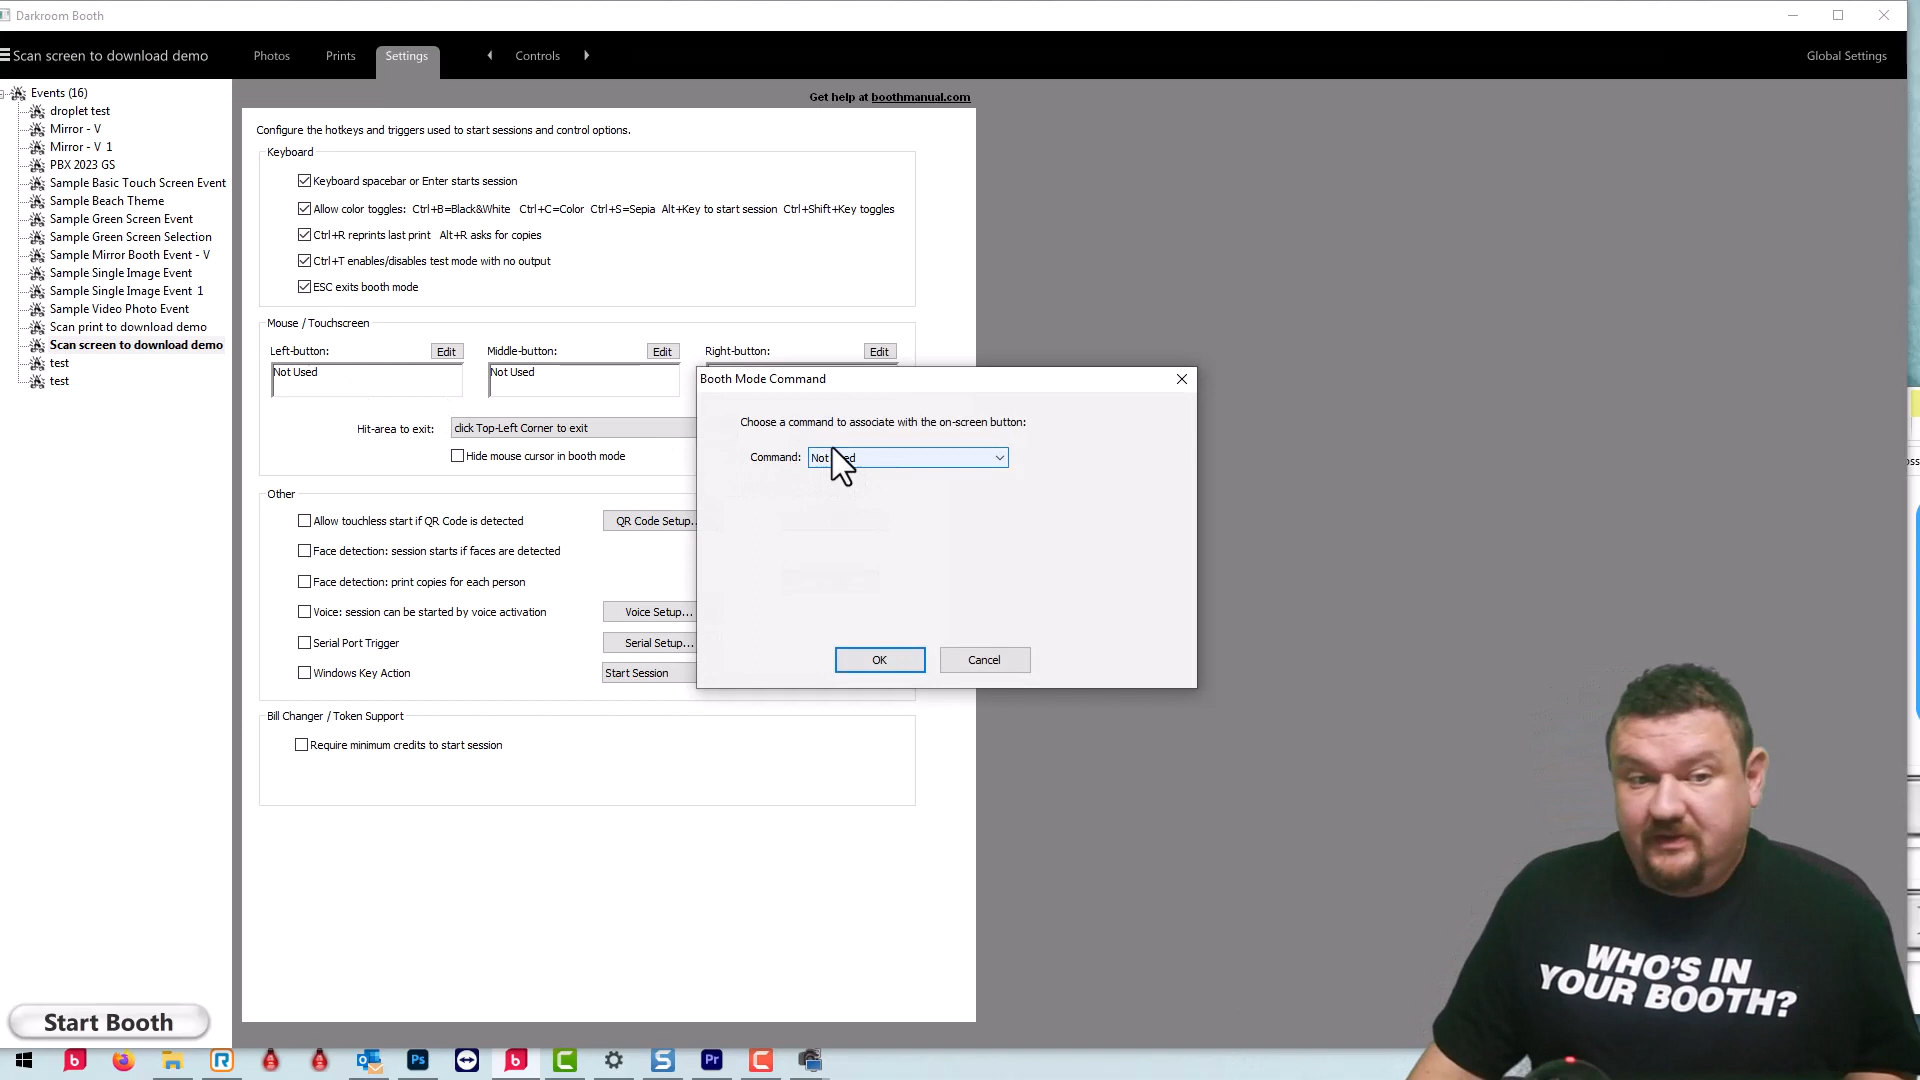 Darkroom Booth
Scan screen to download demo
Photos
Prints
Settings
Controls
Global Settings
Events (16)
droplet test
Mirror - V
Mirror - V 1
PBX 2023 GS
Sample Basic Touch Screen Event
Sample Beach Theme
Sample Green Screen Event
Sample Green Screen Selection
Sample Mirror Booth Event - V
Sample Single Image Event
Sample Single Image Event 1
Sample Video Photo Event
Scan print to download demo
Scan screen to download demo
test
test
Start Booth
Get help at boothmanual.com
Configure the hotkeys and triggers used to start sessions and control options.
Keyboard
Keyboard spacebar or Enter starts session
Allow color toggles: Ctrl+B=Black&White Ctrl+C=Color Ctrl+S=Sepia Alt+Key to start session Ctrl+Shift+Key toggles
Ctrl+R reprints last print Alt+R asks for copies
Ctrl+T enables/disables test mode with no output
ESC exits booth mode
Mouse / Touchscreen
Left-button: Edit
Middle-button: Edit
Right-button: Edit
Not Used
Not Used
Hit-area to exit: click Top-Left Corner to exit
Hide mouse cursor in booth mode
Other
Allow touchless start if QR Code is detected
QR Code Setup..
Face detection: session starts if faces are detected
Face detection: print copies for each person
Voice: session can be started by voice activation
Voice Setup...
Serial Port Trigger
Serial Setup...
Windows Key Action
Start Session
Bill Changer / Token Support
Require minimum credits to start session
Booth Mode Command
Choose a command to associate with the on-screen button:
Command: Not
OK
Cancel
WHO'S IN
YOUR BOOTH?
b
R
Ps
b
C
S
Pr
C